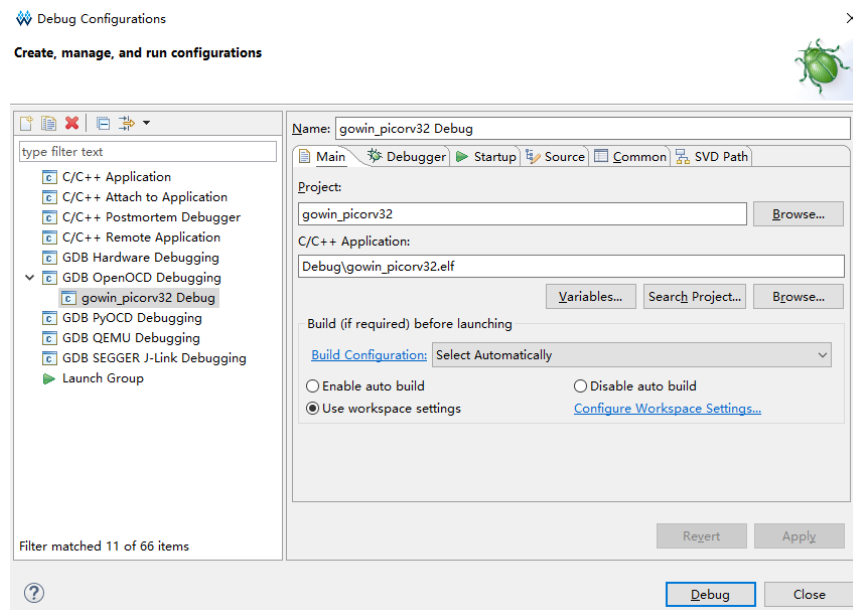 Debug Configurations
Create, manage, and run configurations
type filter text
C/C++ Application
C/C++ Attach to Application
C/C++ Postmortem Debugger
C/C++ Remote Application
GDB Hardware Debugging
GDB OpenOCD Debugging
gowin_picorv32 Debug
GDB PyOCD Debugging
GDB QEMU Debugging
GDB SEGGER J-Link Debugging
Launch Group
Filter matched 11 of 66 items
Name: gowin_picorv32 Debug
Main Debugger Startup Source Common SVD Path
Project:
gowin_picorv32 Browse...
C/C++ Application:
Debug\gowin_picorv32.elf
Variables... Search Project... Browse...
Build (if required) before launching
Build Configuration: Select Automatically
Enable auto build Disable auto build
Use workspace settings Configure Workspace Settings...
Revert Apply
Debug Close